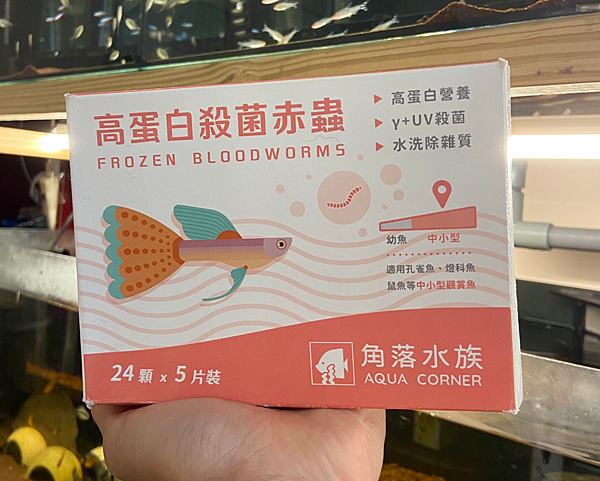 高蛋白殺菌赤蟲
FROZEN BLOODWORMS
▶ 高蛋白營養
▶ γ+UV殺菌
▶ 水洗除雜質
幼魚 中小型
適用孔雀魚、燈科魚
鼠魚等中小型觀賞魚
24 顆 x 5 片裝
角落水族
AQUA CORNER